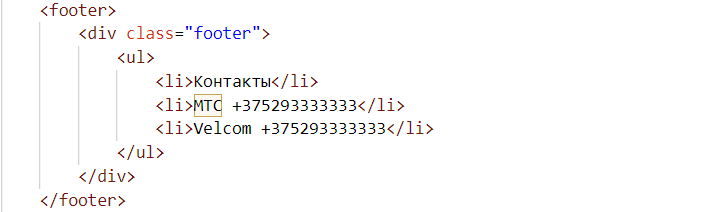 <footer>
<div class="footer">
<ul>
<li>Контакты</li>
<li>МТС +375293333333</li>
<li>Velcom +375293333333</li>
</ul>
</div>
</footer>